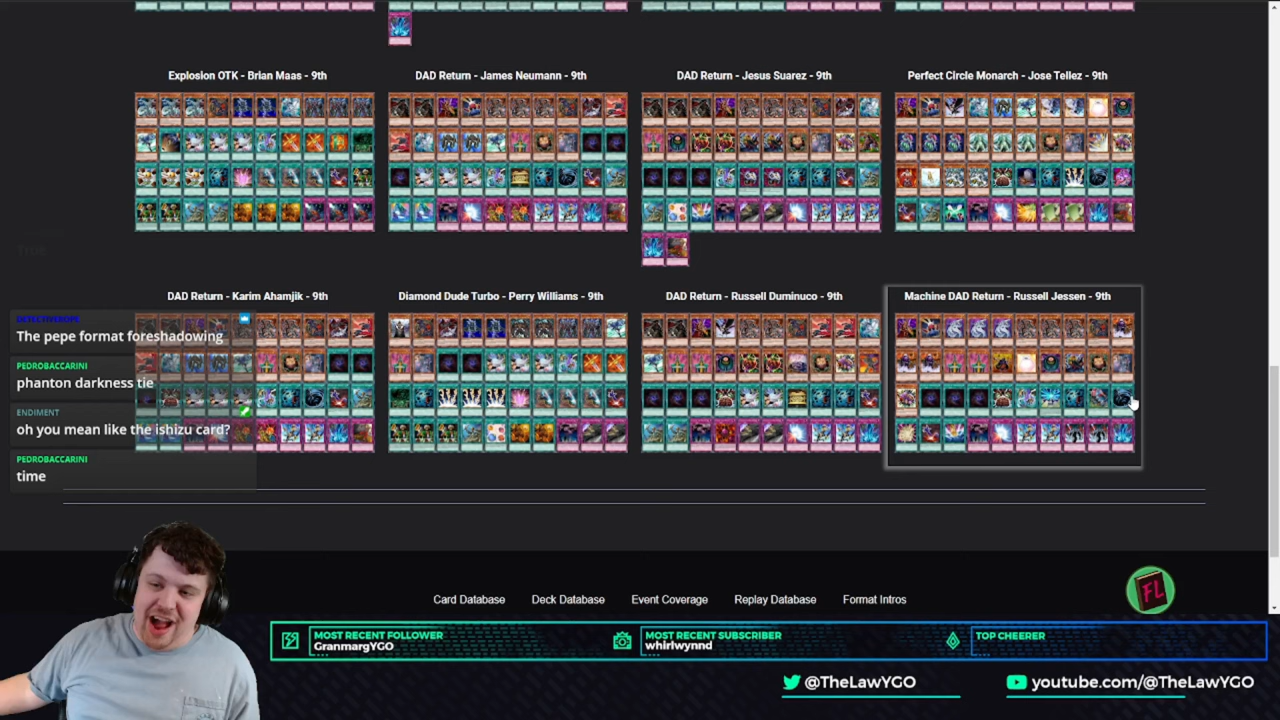 Explosion OTK - Brian Maas - 9th
DAD Return - James Neumann - 9th
DAD Return - Jesus Suarez - 9th
Perfect Circle Monarch - Jose Tellez - 9th
True
DAD Return - Karim Ahamjik - 9th
Diamond Dude Turbo - Perry Williams - 9th
DAD Return - Russell Duminuco - 9th
Machine DAD Return - Russell Jessen - 9th
The pepe format foreshadowing
PEDROBACCARINI
phanton darkness tie
ENDIMENT
oh you mean like the ishizu card?
PEDROBACCARINI
time
Card Database
Deck Database
Event Coverage
Replay Database
Format Intros
FL
MOST RECENT FOLLOWER
GranmargYGO
MOST RECENT SUBSCRIBER
whirlwynnd
TOP CHEERER
@TheLawYGO
youtube.com/@TheLawYGO